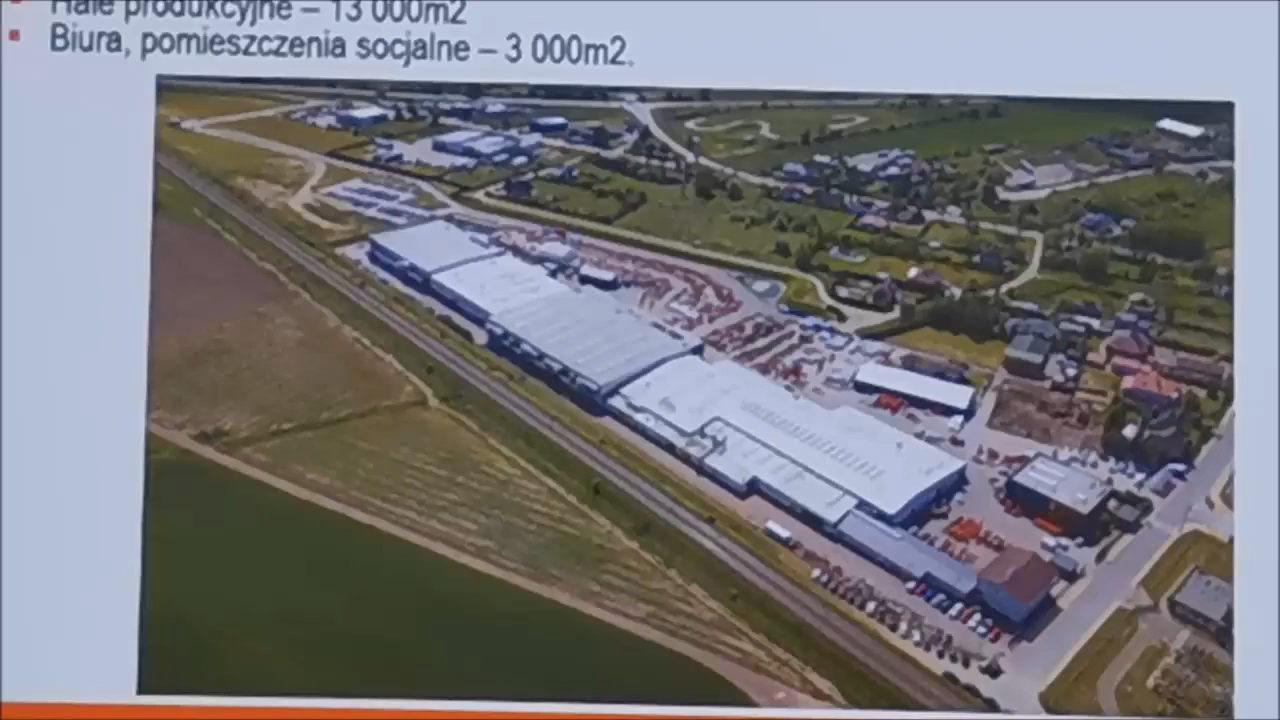 Hale produkcyjne – 13 000m2
Biura, pomieszczenia socjalne – 3 000m2.